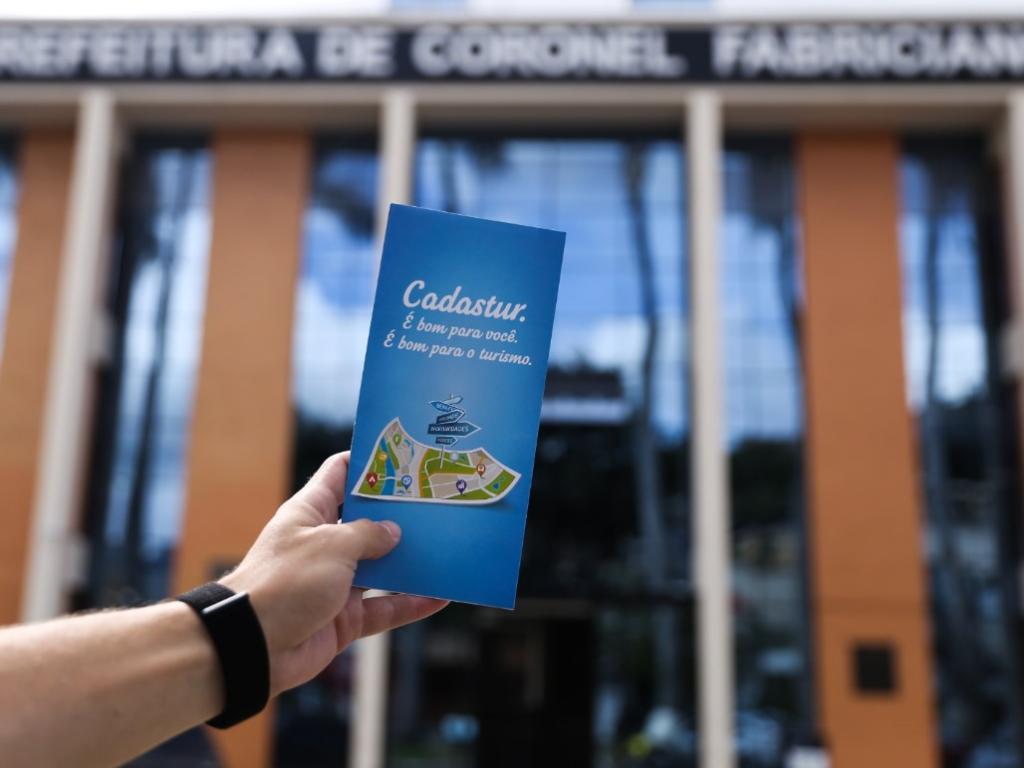 REFEITURA DE CORONEL FABRICIAN
Cadastur.
É bom para você.
É bom para o turismo.